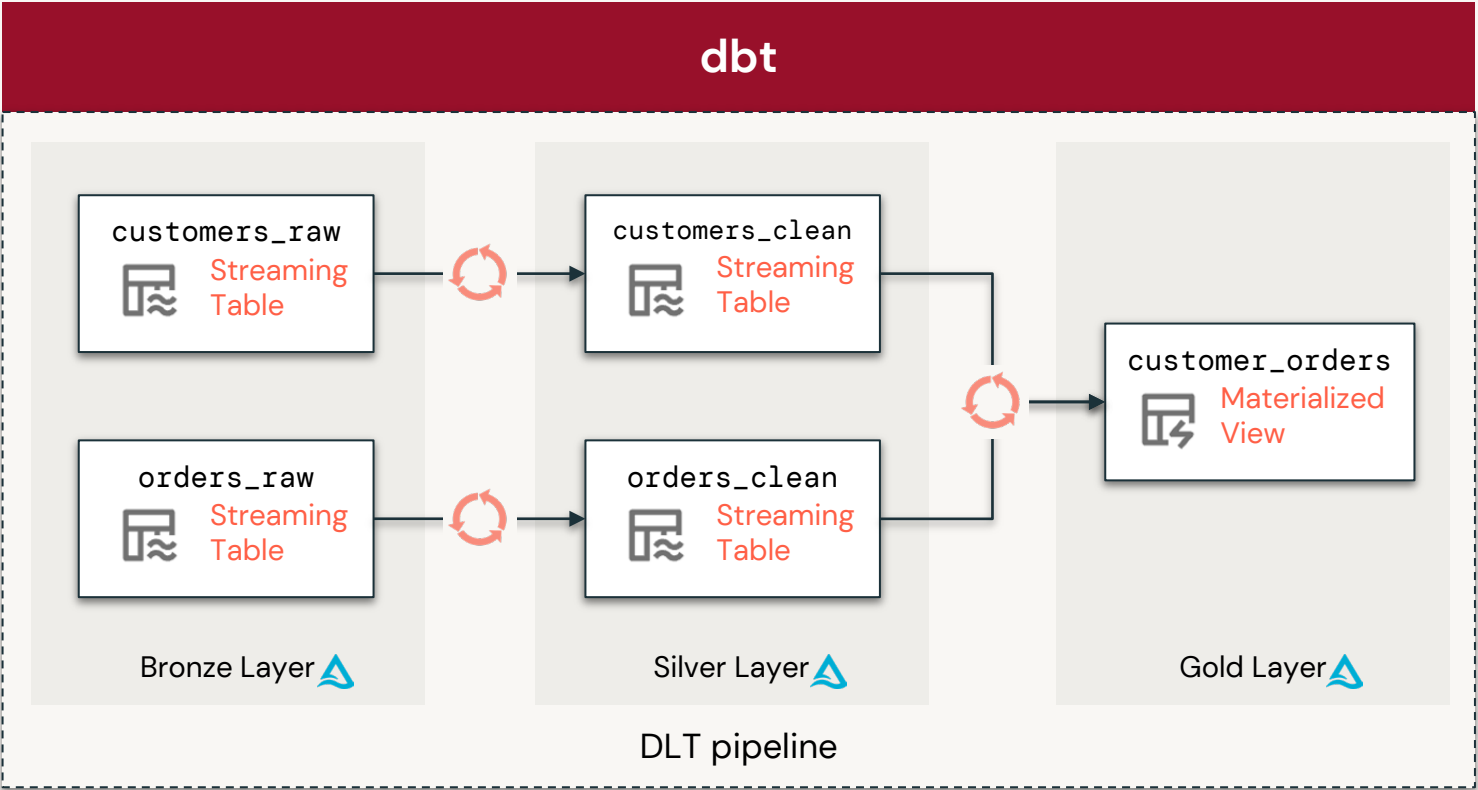 dbt
customers_raw
Streaming
Table
customers_clean
Streaming
Table
orders_raw
Streaming
Table
orders_clean
Streaming
Table
customer_orders
Materialized
View
Bronze Layer
Silver Layer
Gold Layer
DLT pipeline